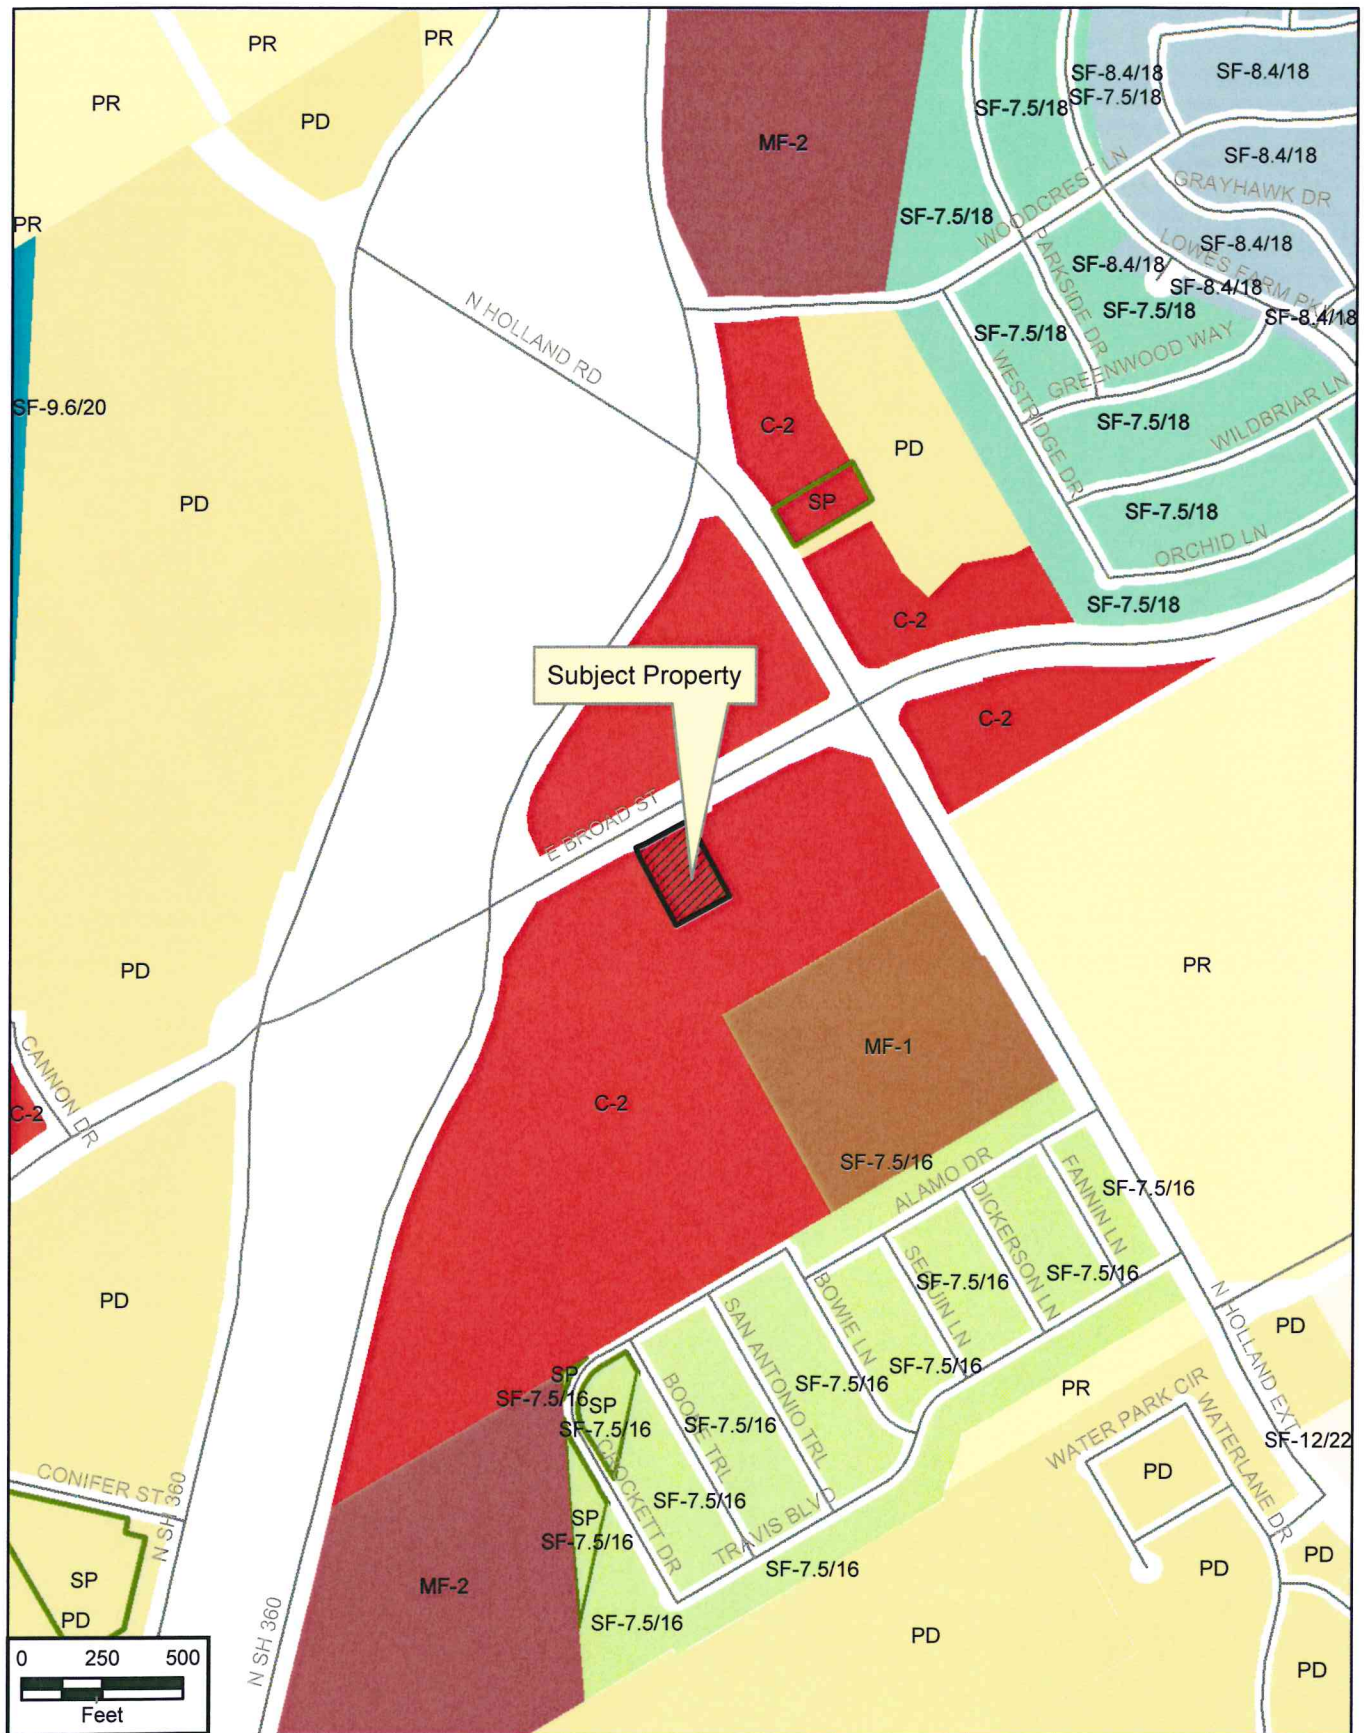 PR
PR
PR
PD
MF-2
SF-8.4/18
SF-7.5/18
SF-8.4/18
SF-7.5/18
SF-8.4/18
WOODCREST LN
GRAYHAWK DR
PR
SF-7.5/18
PARKSIDE DR
LOWES FARM
SF-8.4/18
SF-8.4/18
SF-8.4/18
SF-7.5/18
SF-8.4/18
N HOLLAND RD
SF-7.5/18
GREENWOOD WAY
WESTRIDGE DR
SF-9.6/20
C-2
PD
SF-7.5/18
WILDBRIAR LN
PD
SP
SF-7.5/18
ORCHID LN
SF-7.5/18
C-2
Subject Property
C-2
E BROAD ST
PD
PR
CANNON DR
MF-1
C-2
C-2
SF-7.5/16
ALAMO DR
FANNIN LN
SF-7.5/16
DICKERSON LN
SEGUIN LN
SF-7.5/16
SF-7.5/16
PD
BOWIE LN
SAN ANTONIO TRL
N HOLLAND EXT
PD
SP
SF-7.5/16
SF-7.5/16
SF-7.5/16
PR
SP
SF-7.5/16
BOONE TRL
SF-7.5/16
WATER PARK CIR
WATERLANE DR
SF-12/22
CONIFER ST
N SH 360
CROCKETT DR
SF-7.5/16
PD
SP
SF-7.5/16
TRAVIS BLVD
SF-7.5/16
PD
PD
SP
MF-2
PD
SF-7.5/16
PD
N SH 360
PD
0 250 500
Feet